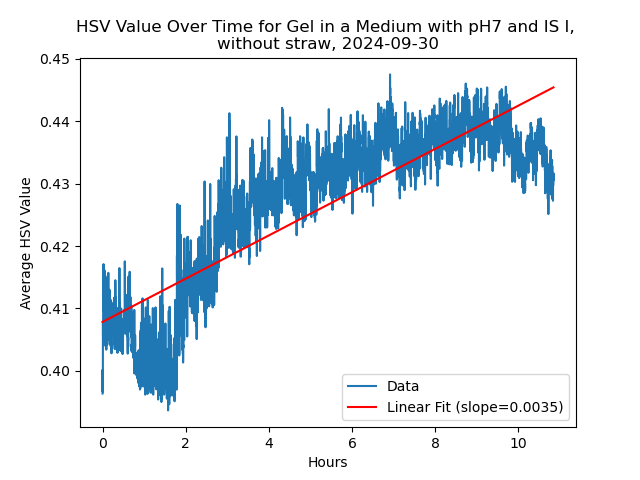 HSV Value Over Time for Gel in a Medium with pH7 and IS I,
without straw, 2024-09-30
Average HSV Value
0.45
0.44
0.43
0.42
0.41
0.40
Data
Linear Fit (slope=0.0035)
0 2 4 6 8 10
Hours